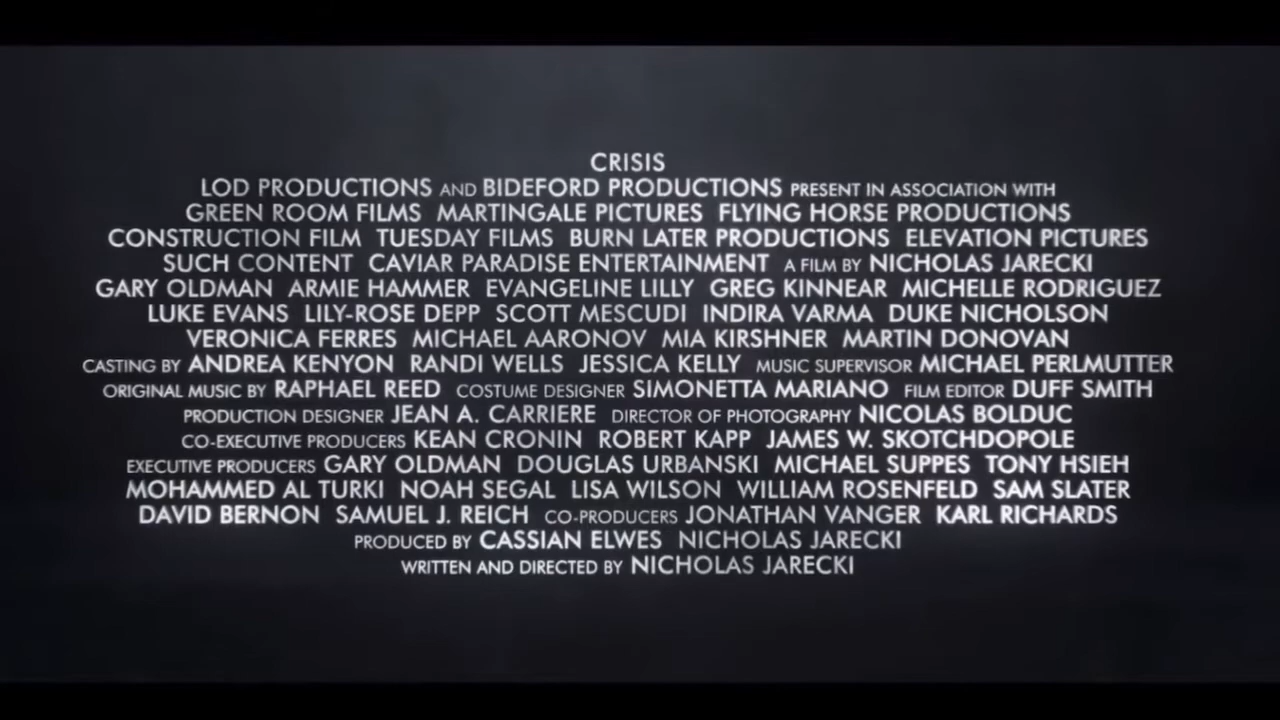 CRISIS
LOD PRODUCTIONS AND BIDEFORD PRODUCTIONS PRESENT IN ASSOCIATION WITH
GREEN ROOM FILMS MARTINGALE PICTURES FLYING HORSE PRODUCTIONS
CONSTRUCTION FILM TUESDAY FILMS BURN LATER PRODUCTIONS ELEVATION PICTURES
SUCH CONTENT CAVIAR PARADISE ENTERTAINMENT A FILM BY NICHOLAS JARECKI
GARY OLDMAN ARMIE HAMMER EVANGELINE LILLY GREG KINNEAR MICHELLE RODRIGUEZ
LUKE EVANS LILY-ROSE DEPP SCOTT MESCUDI INDIRA VARMA DUKE NICHOLSON
VERONICA FERRES MICHAEL AARONOV MIA KIRSHNER MARTIN DONOVAN
CASTING BY ANDREA KENYON RANDI WELLS JESSICA KELLY MUSIC SUPERVISOR MICHAEL PERLMUTTER
ORIGINAL MUSIC BY RAPHAEL REED COSTUME DESIGNER SIMONETTA MARIANO FILM EDITOR DUFF SMITH
PRODUCTION DESIGNER JEAN A. CARRIERE DIRECTOR OF PHOTOGRAPHY NICOLAS BOLDUC
CO-EXECUTIVE PRODUCERS KEAN CRONIN ROBERT KAPP JAMES W. SKOTCHDOPOLE
EXECUTIVE PRODUCERS GARY OLDMAN DOUGLAS URBANSKI MICHAEL SUPPES TONY HSIEH
MOHAMMED AL TURKI NOAH SEGAL LISA WILSON WILLIAM ROSENFELD SAM SLATER
DAVID BERNON SAMUEL J. REICH CO-PRODUCERS JONATHAN VANGER KARL RICHARDS
PRODUCED BY CASSIAN ELWES NICHOLAS JARECKI
WRITTEN AND DIRECTED BY NICHOLAS JARECKI